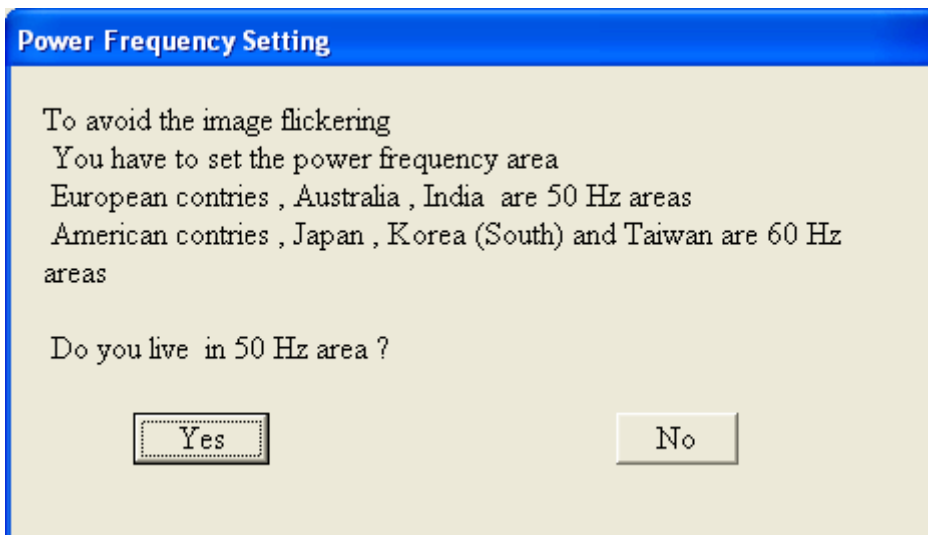 Power Frequency Setting
To avoid the image flickering
You have to set the power frequency area
European contries , Australia , India are 50 Hz areas
American contries , Japan , Korea (South) and Taiwan are 60 Hz
areas
Do you live in 50 Hz area ?
Yes
No